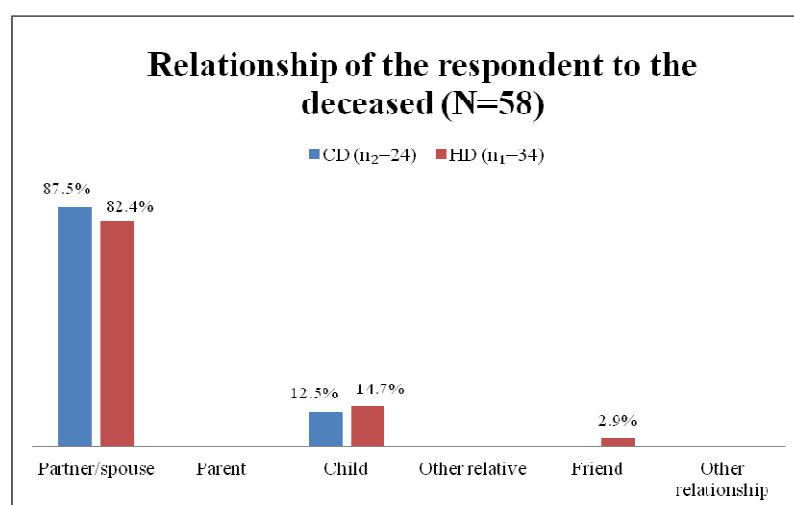 Relationship of the respondent to the
deceased (N=58)
CD (n₂=24) HD (n₁=34)
87.5%
82.4%
12.5%
14.7%
2.9%
Partner/spouse Parent Child Other relative Friend Other
relationship